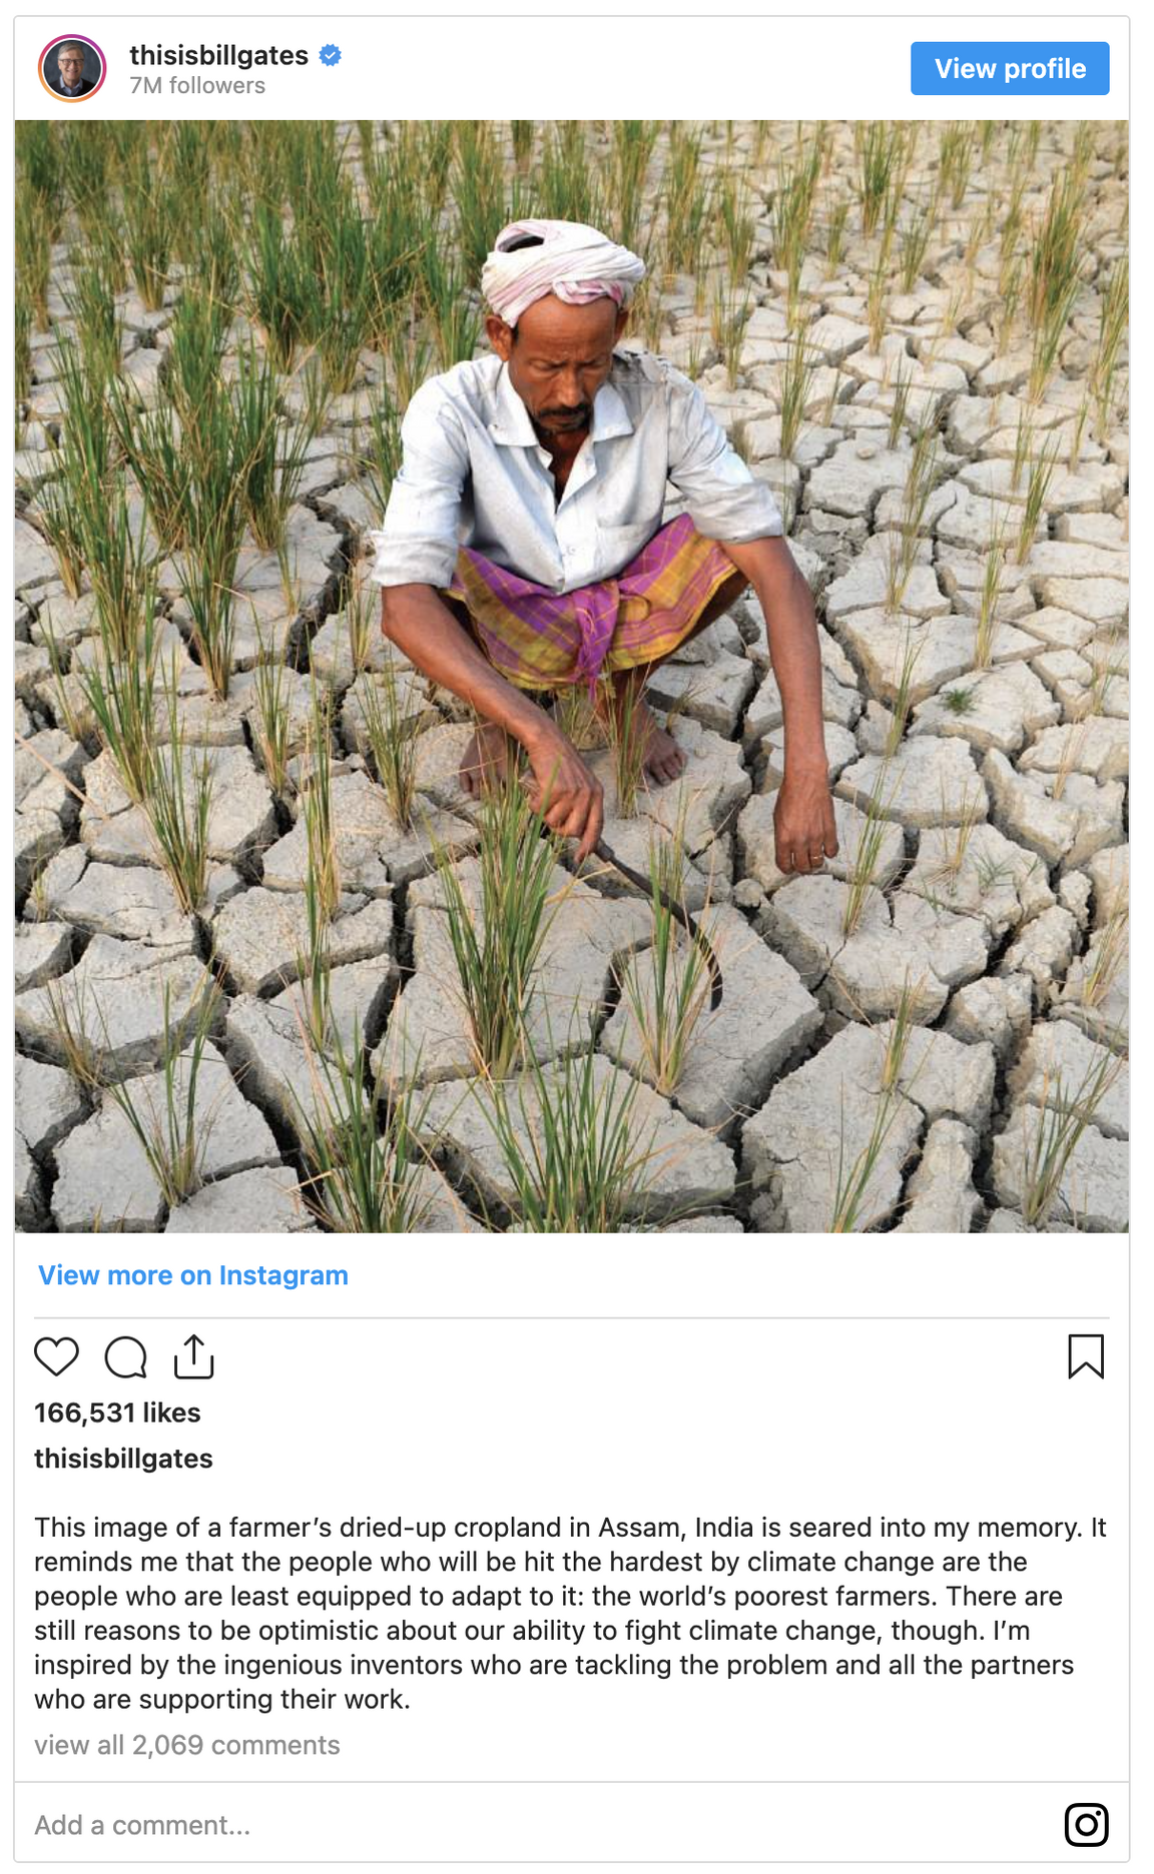 thisisbillgates
7M followers
View profile
View more on Instagram
166,531 likes
thisisbillgates
This image of a farmer’s dried-up cropland in Assam, India is seared into my memory. It
reminds me that the people who will be hit the hardest by climate change are the
people who are least equipped to adapt to it: the world’s poorest farmers. There are
still reasons to be optimistic about our ability to fight climate change, though. I’m
inspired by the ingenious inventors who are tackling the problem and all the partners
who are supporting their work.
view all 2,069 comments
Add a comment...